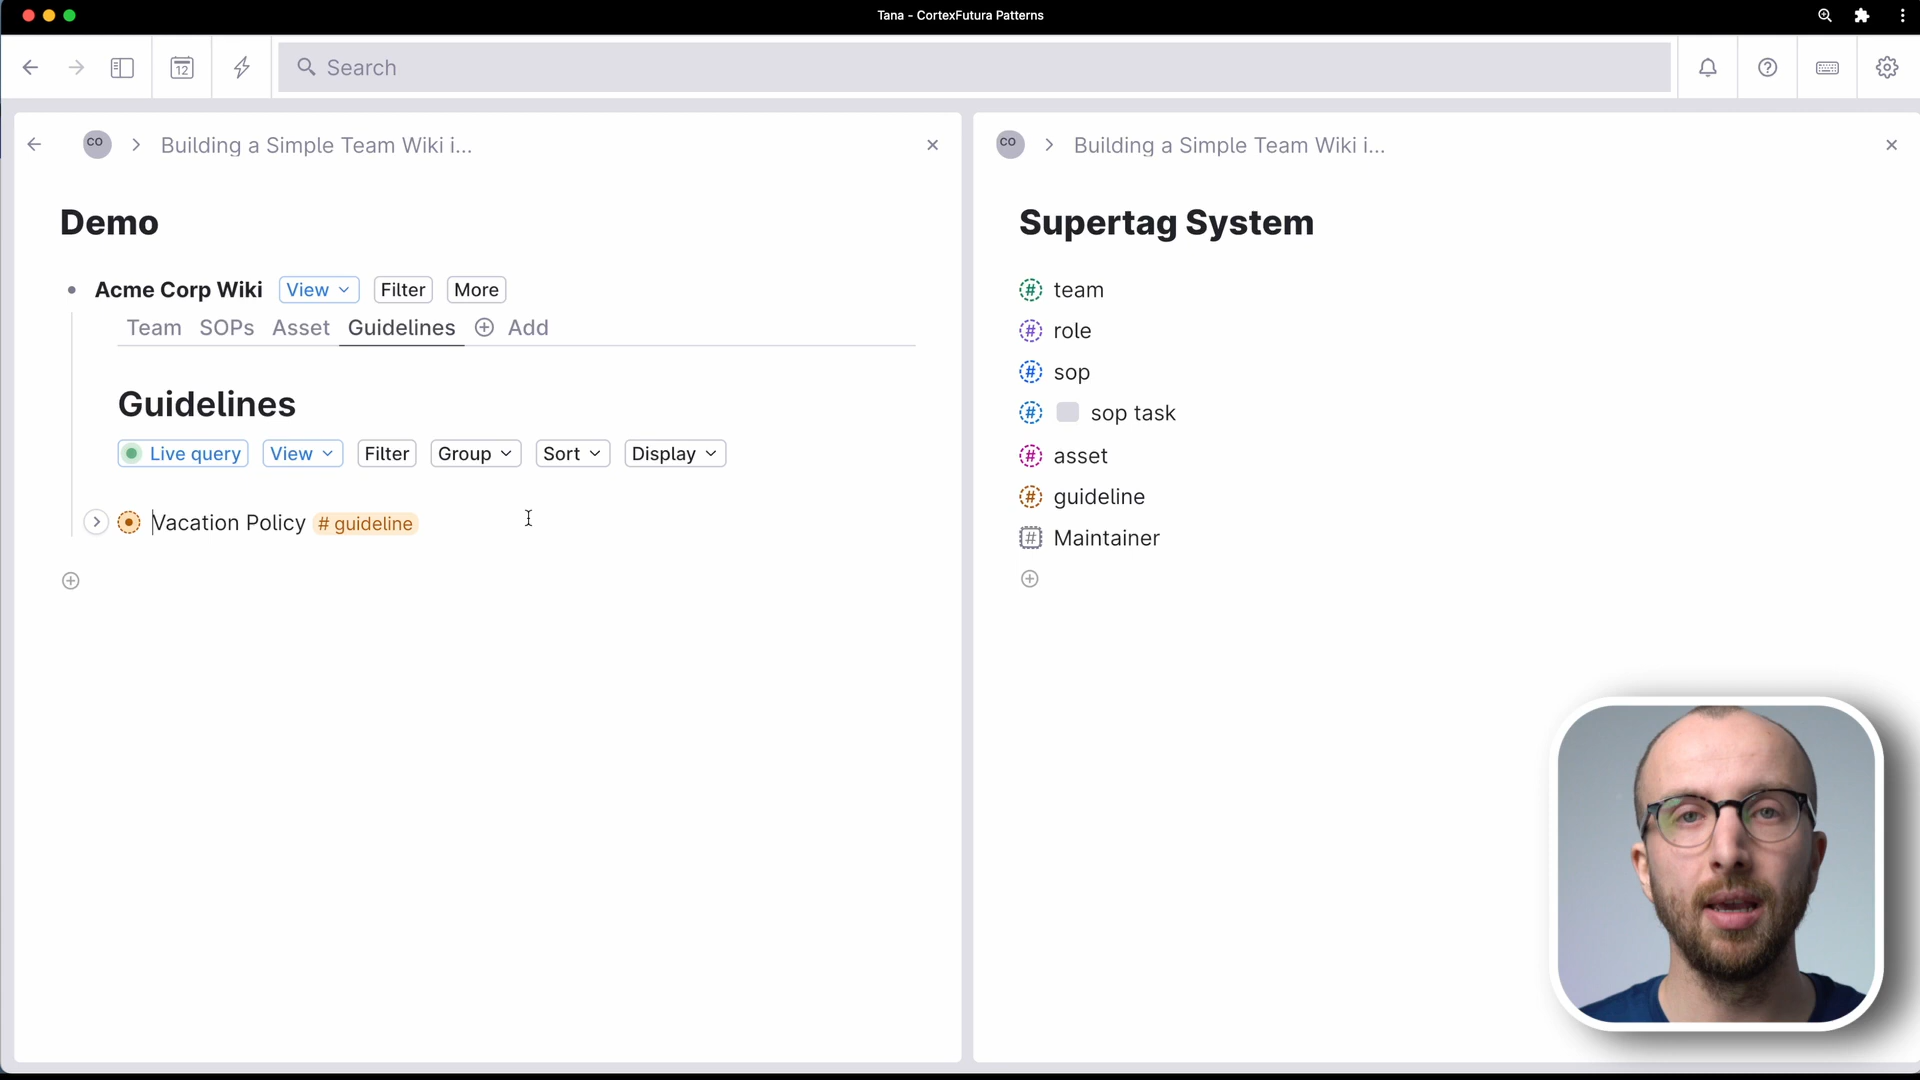 Tana - CortexFutura Patterns
12
Search
CO
Building a Simple Team Wiki i...
Demo
Acme Corp Wiki View Filter More
Team SOPs Asset Guidelines Add
Guidelines
Live query View Filter Group Sort Display
Vacation Policy # guideline
CO
Building a Simple Team Wiki i...
Supertag System
# team
# role
# sop
# sop task
# asset
# guideline
# Maintainer